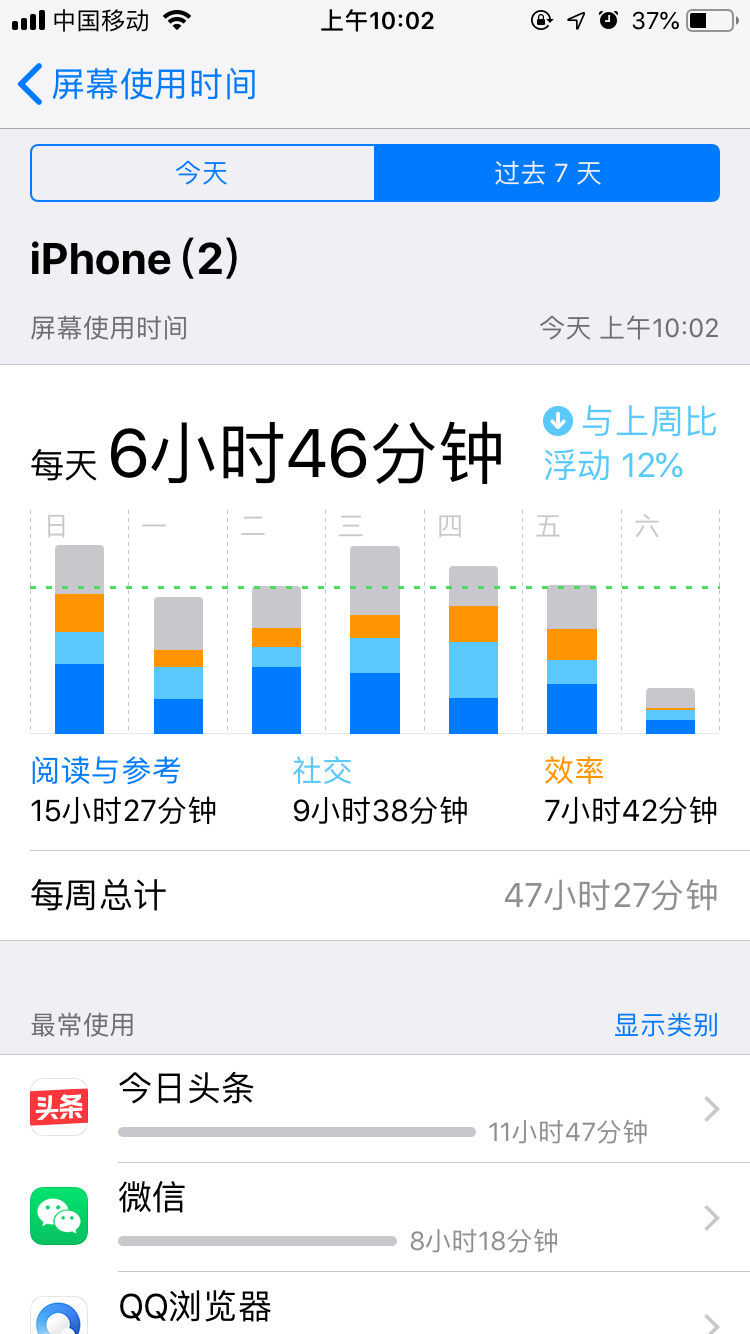 中国移动 上午10:02 37%
屏幕使用时间
今天 过去 7 天
iPhone (2)
屏幕使用时间 今天 上午10:02
每天 6小时46分钟
与上周比
浮动 12%
日 一 二 三 四 五 六
阅读与参考 社交 效率
15小时27分钟 9小时38分钟 7小时42分钟
每周总计 47小时27分钟
最常使用 显示类别
头条
今日头条
11小时47分钟
微信
8小时18分钟
QQ浏览器